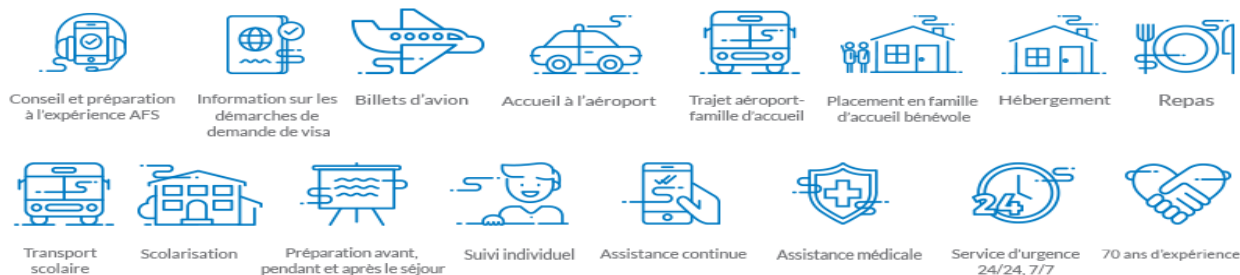 Conseil et préparation
à l'expérience AFS
Information sur les
démarches de
demande de visa
Billets d'avion
Accueil à l'aéroport
Trajet aéroport-
famille d'accueil
Placement en famille
d'accueil bénévole
Hébergement
Repas
Transport
scolaire
Scolarisation
Préparation avant,
pendant et après le séjour
Suivi individuel
Assistance continue
Assistance médicale
24
Service d'urgence
24/24, 7/7
70 ans d'expérience